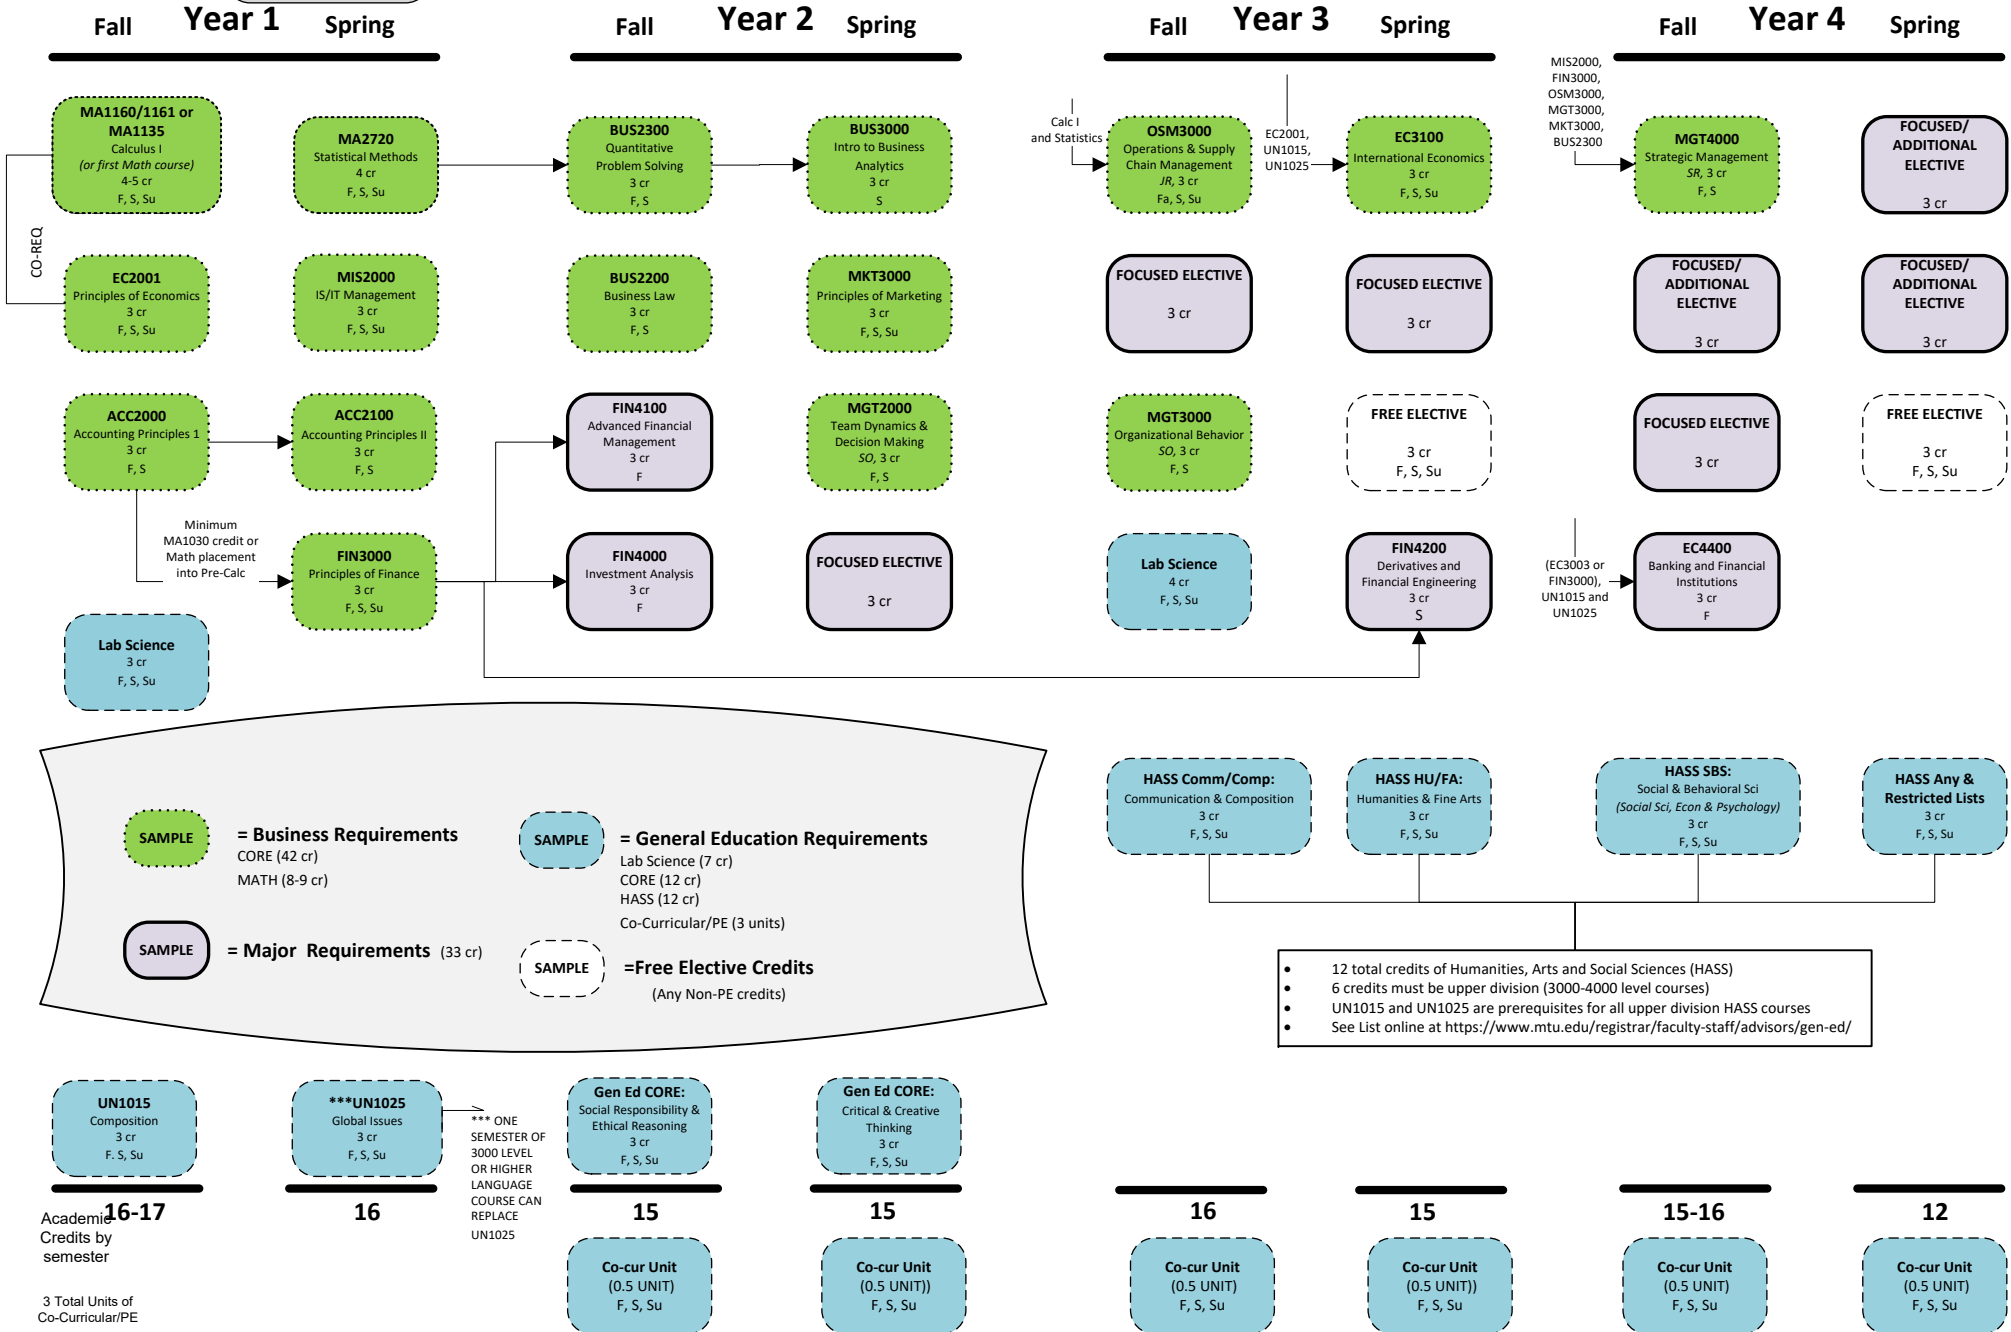 Year 1
Fall
Spring
Year 2
Fall
Spring
Year 3
Fall
Spring
Year 4
Fall
Spring
MA1160/1161 or
MA1135
Calculus I
(or first Math course)
4-5 cr
F, S, Su
MA2720
Statistical Methods
4 cr
F, S, Su
BUS2300
Quantitative
Problem Solving
3 cr
F, S
BUS3000
Intro to Business
Analytics
3 cr
S
Calc I
and Statistics
OSM3000
Operations & Supply
Chain Management
JR, 3 cr
Fa, S, Su
EC2001,
UN1015,
UN1025
EC3100
International Economics
3 cr
F, S, Su
MIS2000,
FIN3000,
OSM3000,
MGT3000,
MKT3000,
BUS2300
MGT4000
Strategic Management
SR, 3 cr
F, S
FOCUSED/
ADDITIONAL
ELECTIVE
3 cr
CO-REQ
EC2001
Principles of Economics
3 cr
F, S, Su
MIS2000
IS/IT Management
3 cr
F, S, Su
BUS2200
Business Law
3 cr
F, S
MKT3000
Principles of Marketing
3 cr
F, S, Su
FOCUSED ELECTIVE
3 cr
FOCUSED ELECTIVE
3 cr
FOCUSED/
ADDITIONAL
ELECTIVE
3 cr
FOCUSED/
ADDITIONAL
ELECTIVE
3 cr
ACC2000
Accounting Principles 1
3 cr
F, S
ACC2100
Accounting Principles II
3 cr
F, S
FIN4100
Advanced Financial
Management
3 cr
F
MGT2000
Team Dynamics &
Decision Making
SO, 3 cr
F, S
MGT3000
Organizational Behavior
SO, 3 cr
F, S
FREE ELECTIVE
3 cr
F, S, Su
FOCUSED ELECTIVE
3 cr
FREE ELECTIVE
3 cr
F, S, Su
Minimum
MA1030 credit or
Math placement
into Pre-Calc
FIN3000
Principles of Finance
3 cr
F, S, Su
FIN4000
Investment Analysis
3 cr
F
FOCUSED ELECTIVE
3 cr
Lab Science
4 cr
F, S, Su
FIN4200
Derivatives and
Financial Engineering
3 cr
S
(EC3003 or
FIN3000),
UN1015 and
UN1025
EC4400
Banking and Financial
Institutions
3 cr
F
Lab Science
3 cr
F, S, Su
SAMPLE
= Business Requirements
CORE (42 cr)
MATH (8-9 cr)
SAMPLE
= General Education Requirements
Lab Science (7 cr)
CORE (12 cr)
HASS (12 cr)
Co-Curricular/PE (3 units)
SAMPLE
= Major Requirements (33 cr)
SAMPLE
=Free Elective Credits
(Any Non-PE credits)
HASS Comm/Comp:
Communication & Composition
3 cr
F, S, Su
HASS HU/FA:
Humanities & Fine Arts
3 cr
F, S, Su
HASS SBS:
Social & Behavioral Sci
(Social Sci, Econ & Psychology)
3 cr
F, S, Su
HASS Any &
Restricted Lists
3 cr
F, S, Su
• 12 total credits of Humanities, Arts and Social Sciences (HASS)
• 6 credits must be upper division (3000-4000 level courses)
• UN1015 and UN1025 are prerequisites for all upper division HASS courses
• See List online at https://www.mtu.edu/registrar/faculty-staff/advisors/gen-ed/
UN1015
Composition
3 cr
F. S, Su
***UN1025
Global Issues
3 cr
F, S, Su
*** ONE
SEMESTER OF
3000 LEVEL
OR HIGHER
LANGUAGE
COURSE CAN
REPLACE
UN1025
Gen Ed CORE:
Social Responsibility &
Ethical Reasoning
3 cr
F, S, Su
Gen Ed CORE:
Critical & Creative
Thinking
3 cr
F, S, Su
Academic
Credits by
semester
16-17
16
15
15
16
15
15-16
12
3 Total Units of
Co-Curricular/PE
Co-cur Unit
(0.5 UNIT)
F, S, Su
Co-cur Unit
(0.5 UNIT))
F, S, Su
Co-cur Unit
(0.5 UNIT)
F, S, Su
Co-cur Unit
(0.5 UNIT))
F, S, Su
Co-cur Unit
(0.5 UNIT)
F, S, Su
Co-cur Unit
(0.5 UNIT)
F, S, Su